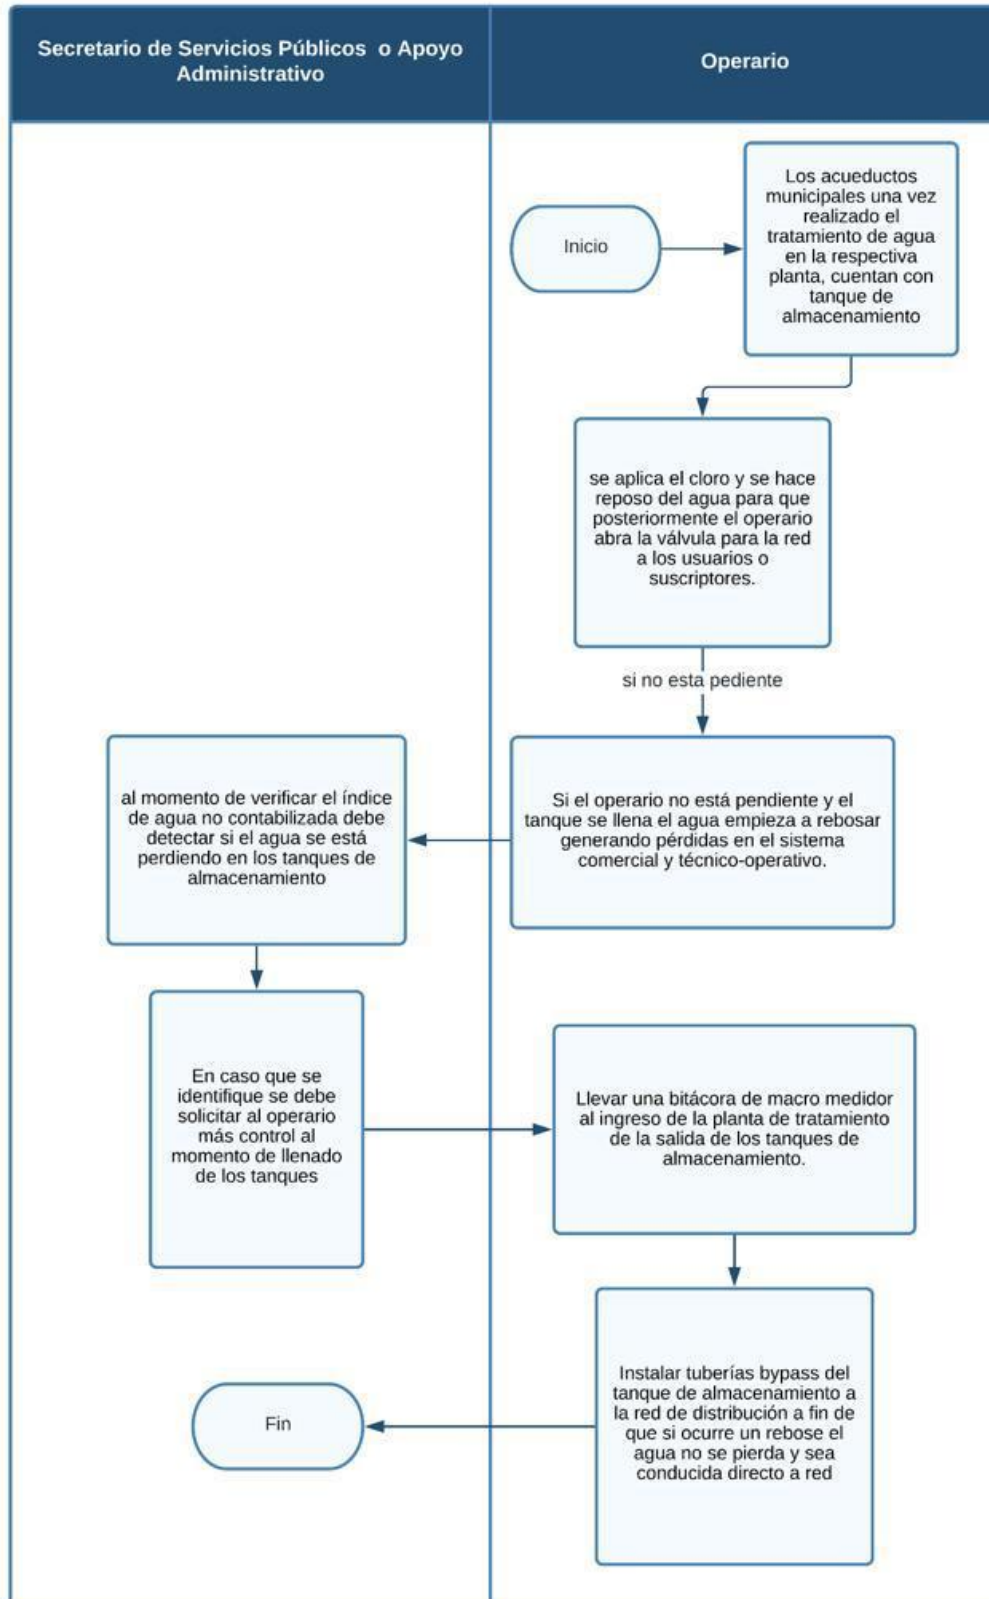 Secretario de Servicios Públicos o Apoyo
Administrativo
Operario
Inicio
Los acueductos
municipales una vez
realizado el
tratamiento de agua
en la respectiva
planta, cuentan con
tanque de
almacenamiento
se aplica el cloro y se hace
reposo del agua para que
posteriormente el operario
abra la válvula para la red
a los usuarios o
suscriptores.
si no esta pediente
Si el operario no está pendiente y el
tanque se llena el agua empieza a rebosar
generando pérdidas en el sistema
comercial y técnico-operativo.
al momento de verificar el índice
de agua no contabilizada debe
detectar si el agua se está
perdiendo en los tanques de
almacenamiento
En caso que se
identifique se debe
solicitar al operario
más control al
momento de llenado
de los tanques
Llevar una bitácora de macro medidor
al ingreso de la planta de tratamiento
de la salida de los tanques de
almacenamiento.
Instalar tuberías bypass del
tanque de almacenamiento a
la red de distribución a fin de
que si ocurre un rebose el
agua no se pierda y sea
conducida directo a red
Fin